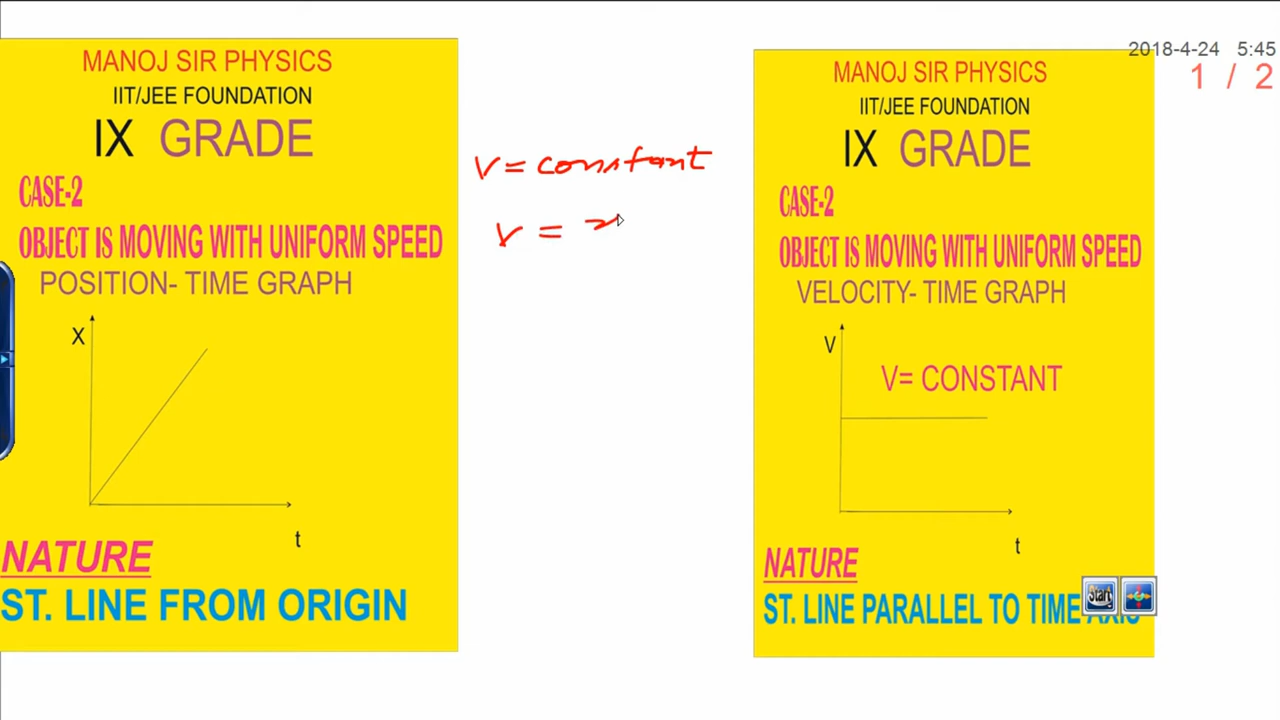 MANOJ SIR PHYSICS
IIT/JEE FOUNDATION
IX GRADE
CASE-2
OBJECT IS MOVING WITH UNIFORM SPEED
POSITION- TIME GRAPH
X
t
NATURE
ST. LINE FROM ORIGIN
v = constant
v =
2018-4-24 5:45
1 / 2
MANOJ SIR PHYSICS
IIT/JEE FOUNDATION
IX GRADE
CASE-2
OBJECT IS MOVING WITH UNIFORM SPEED
VELOCITY- TIME GRAPH
V
V= CONSTANT
t
NATURE
ST. LINE PARALLEL TO TIME AXIS
Start